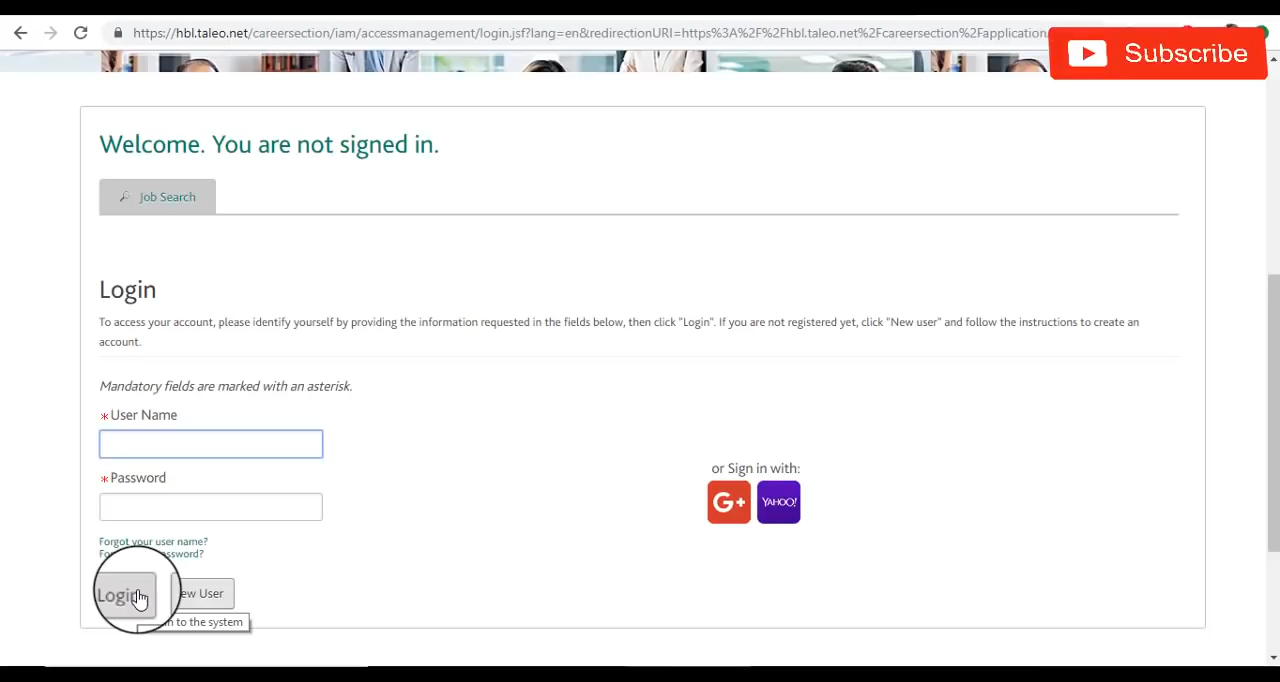 https://hbl.taleo.net/careersection/iam/accessmanagement/login.jsf?lang=en&redirectionURI=https%3A%2F%2Fhbl.taleo.net%2Fcareersection%2Fapplication.
Subscribe
Welcome. You are not signed in.
Job Search
Login
To access your account, please identify yourself by providing the information requested in the fields below, then click "Login". If you are not registered yet, click "New user" and follow the instructions to create an
account.
Mandatory fields are marked with an asterisk.
*User Name
*Password
or Sign in with:
G+ YAHOO!
Forgot your user name?
Login
to the system